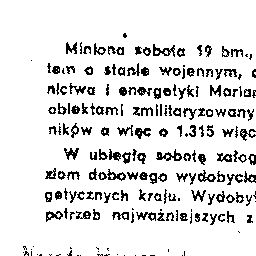 Miniona sobota 19 bm.,
tem o stanie wojennym,
nictwa i energetyki Marian
obiektami zmilitaryzowany
ników a więc o 1.315 więc
W ubiegłą sobotę załog
ziom dobowego wydobycia
getycznych kraju. Wydoby
potrzeb najważniejszych z